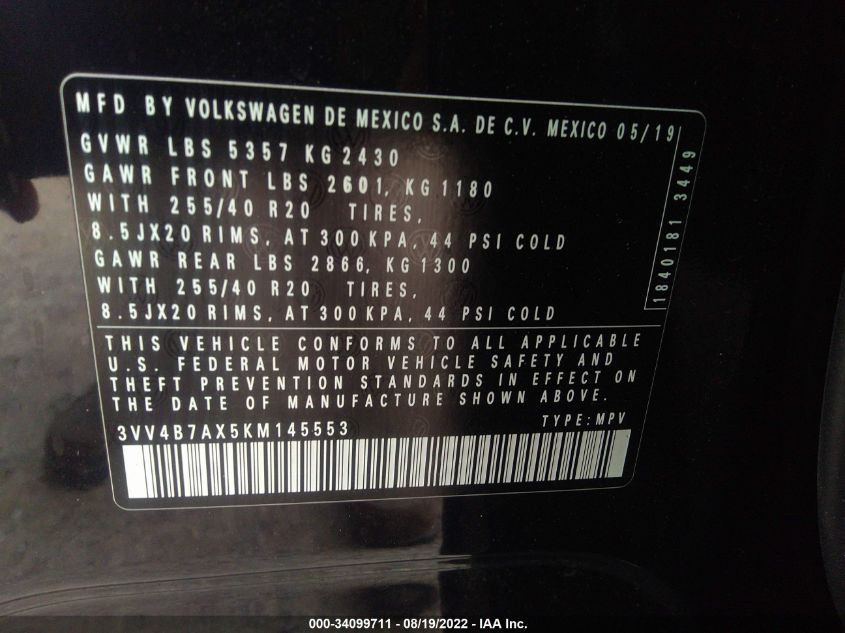 MFD BY VOLKSWAGEN DE MEXICO S.A. DE C.V. MEXICO 05/19
GVWR LBS 5357 KG 2430
GAWR FRONT LBS 2601, KG 1180
WITH 255/40 R20 TIRES,
8.5JX20 RIMS, AT 300 KPA, 44 PSI COLD
GAWR REAR LBS 2866, KG 1300
WITH 255/40 R20 TIRES,
8.5JX20 RIMS, AT 300 KPA, 44 PSI COLD
1840181 3449
THIS VEHICLE CONFORMS TO ALL APPLICABLE
U.S. FEDERAL MOTOR VEHICLE SAFETY AND
THEFT PREVENTION STANDARDS IN EFFECT ON
THE DATE OF MANUFACTURE SHOWN ABOVE.
3VV4B7AX5KM145553 TYPE: MPV
000-34099711 - 08/19/2022 - IAA Inc.